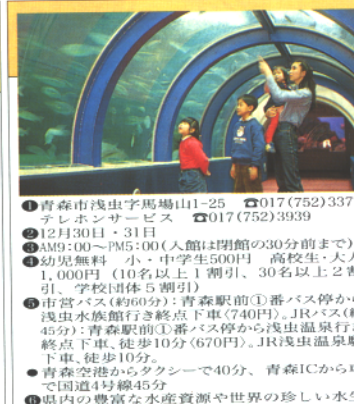 ❶青森市浅虫字馬場山1-25 ☎017(752)337
テレホンサービス ☎017(752)3939
❷12月30日・31日
❸AM9:00〜PM5:00(入館は閉館の30分前まで)
❹幼児無料 小・中学生500円 高校生・大人
1,000円 (10名以上1割引、30名以上2割
引、学校団体5割引)
❺市営バス(約60分):青森駅前①番バス停から
浅虫水族館行き終点下車〈740円〉。JRバス(約
45分):青森駅前①番バス停から浅虫温泉行き
終点下車、徒歩10分〈670円〉。JR浅虫温泉駅
下車、徒歩10分。
●青森空港からタクシーで40分、青森ICから車
で国道4号線45分
❻県内の豊富な水産資源や世界の珍しい水生